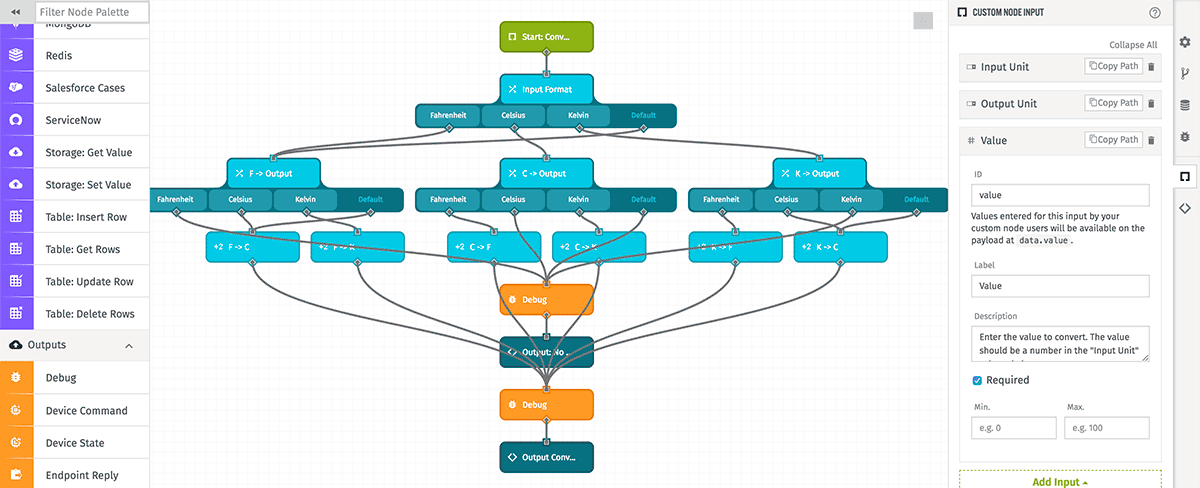 Filter Node Palette
MongoDB
Redis
Salesforce Cases
ServiceNow
Storage: Get Value
Storage: Set Value
Table: Insert Row
Table: Get Rows
Table: Update Row
Table: Delete Rows
Outputs
Debug
Device Command
Device State
Endpoint Reply
Start: Conv...
Input Format
Fahrenheit Celsius Kelvin Default
F -> Output C -> Output K -> Output
Fahrenheit Celsius Kelvin Default Fahrenheit Celsius Kelvin Default Fahrenheit Celsius Kelvin Default
+2 F -> C +2 F -> K +2 C -> F +2 C -> K +2 K -> F +2 K -> C
Debug
Output: No ...
Debug
Output Conv...
CUSTOM NODE INPUT
Collapse All
Input Unit Copy Path
Output Unit Copy Path
# Value Copy Path
ID
value
Values entered for this input by your
custom node users will be available on the
payload at data.value.
Label
Value
Description
Enter the value to convert. The value
should be a number in the "Input Unit"
Required
Min. Max.
e.g. 0 e.g. 100
Add Input